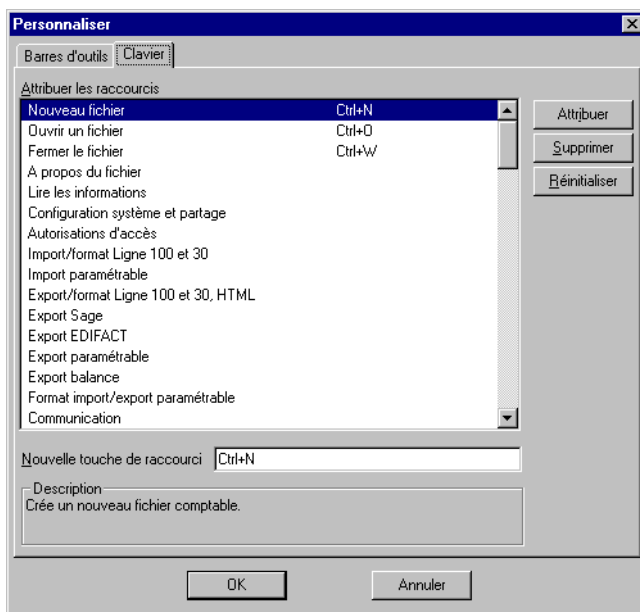 Personnaliser
Barres d'outils Clavier
Attribuer les raccourcis
Nouveau fichier Ctrl+N
Ouvrir un fichier Ctrl+O
Fermer le fichier Ctrl+W
A propos du fichier
Lire les informations
Configuration système et partage
Autorisations d'accès
Import/format Ligne 100 et 30
Import paramétrable
Export/format Ligne 100 et 30, HTML
Export Sage
Export EDIFACT
Export paramétrable
Export balance
Format import/export paramétrable
Communication
Attribuer
Supprimer
Réinitialiser
Nouvelle touche de raccourci Ctrl+N
Description
Crée un nouveau fichier comptable.
OK Annuler